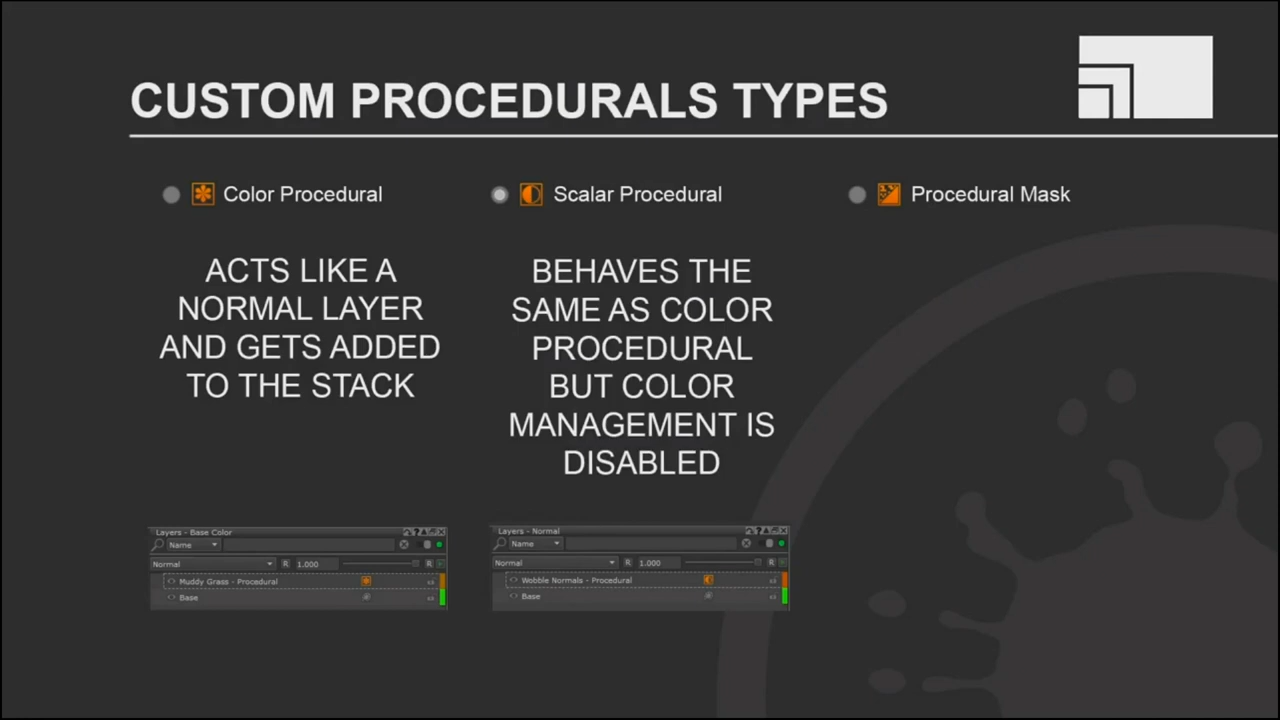 CUSTOM PROCEDURALS TYPES
Color Procedural
Scalar Procedural
Procedural Mask
ACTS LIKE A
NORMAL LAYER
AND GETS ADDED
TO THE STACK
BEHAVES THE
SAME AS COLOR
PROCEDURAL
BUT COLOR
MANAGEMENT IS
DISABLED
Layers - Base Color
Name
Normal R 1.000 R
Muddy Grass - Procedural
Base
Layers - Normal
Name
Normal R 1.000 R
Wobble Normals - Procedural
Base